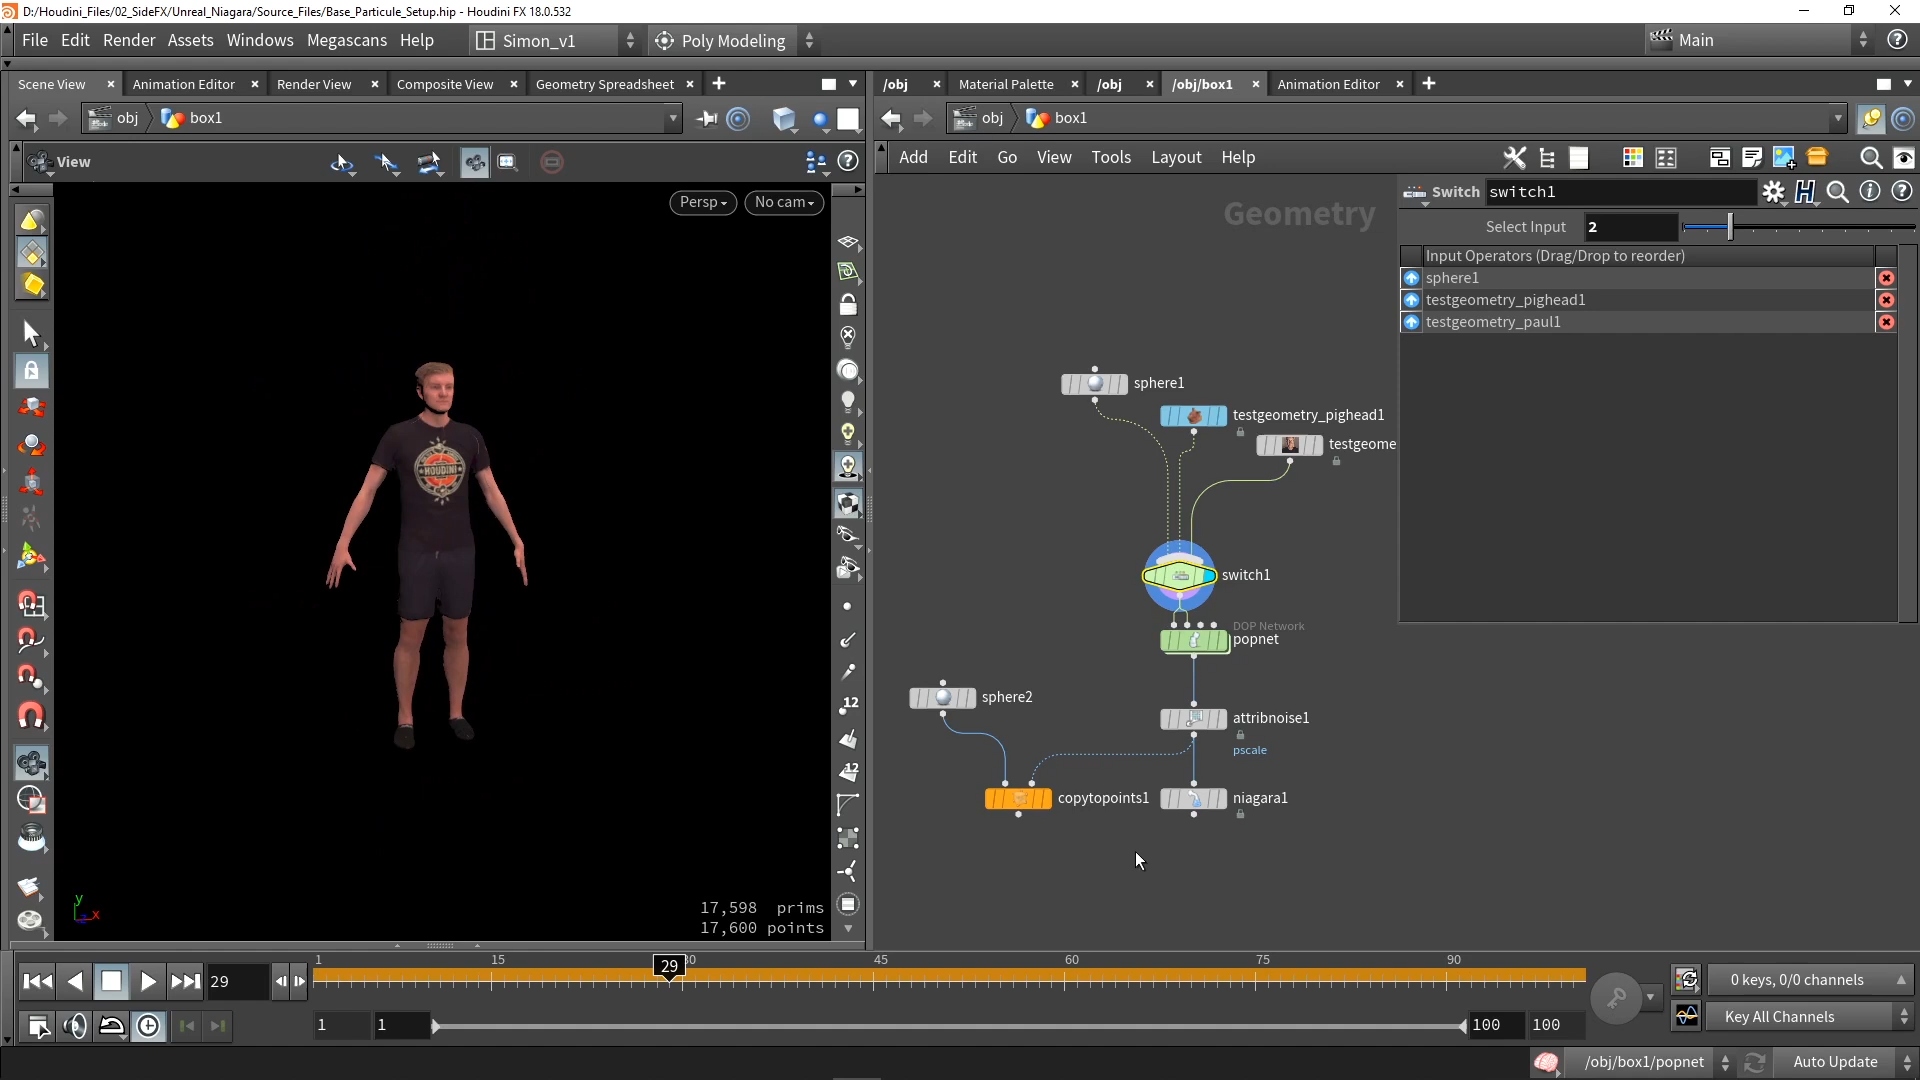 D:/Houdini_Files/02_SideFX/Unreal_Niagara/Source_Files/Base_Particule_Setup.hip - Houdini FX 18.0.532
File Edit Render Assets Windows Megascans Help Simon_v1 Poly Modeling Main
Scene View Animation Editor Render View Composite View Geometry Spreadsheet
/obj Material Palette /obj /obj/box1 Animation Editor
obj box1
obj box1
View
Add Edit Go View Tools Layout Help
Persp No cam
Geometry
Switch switch1
Select Input 2
Input Operators (Drag/Drop to reorder)
sphere1
testgeometry_pighead1
testgeometry_paul1
sphere1
testgeometry_pighead1
testgeome
HOUDINI
switch1
DOP Network
popnet
sphere2
attribnoise1
pscale
copytopoints1
niagara1
12
12
y
x
17,598 prims
17,600 points
29
1 15 29 30 45 60 75 90
0 keys, 0/0 channels
1 1 100 100
Key All Channels
/obj/box1/popnet Auto Update